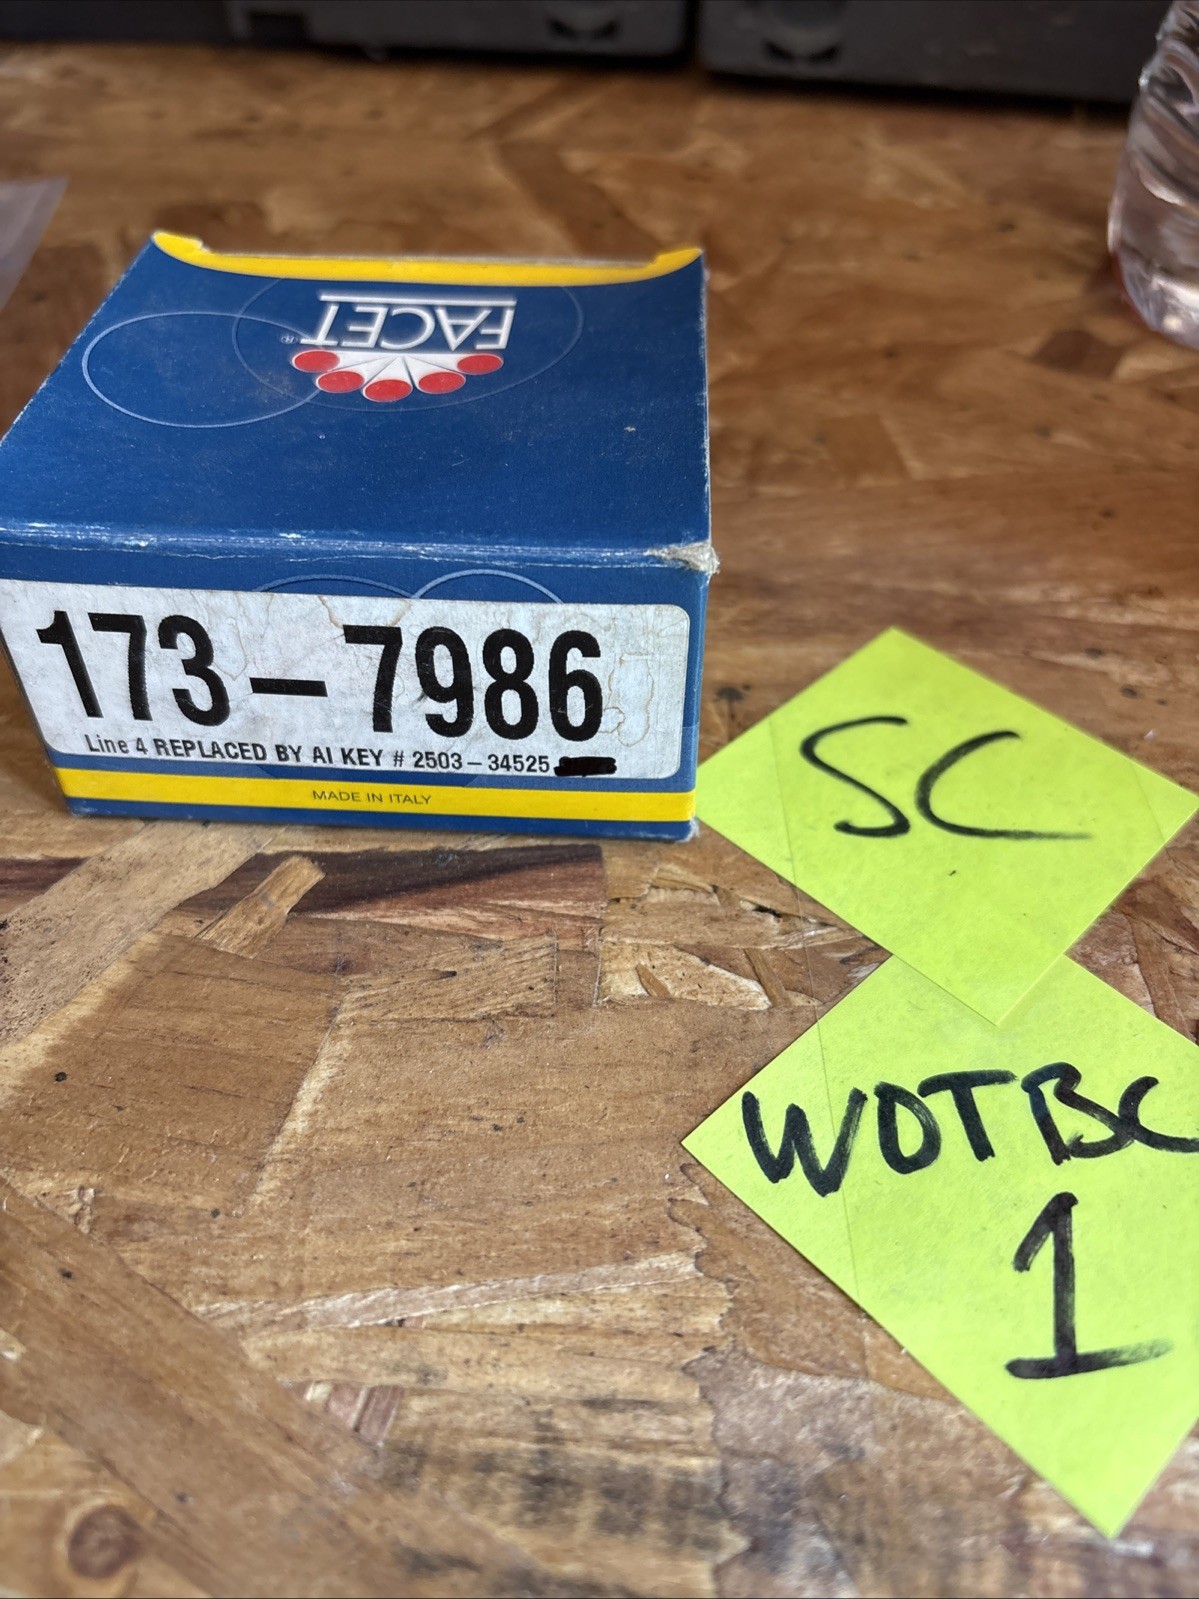 FACET®
173-7986
Line 4 REPLACED BY AI KEY # 2503-34525
MADE IN ITALY
SC
WOTBC
1